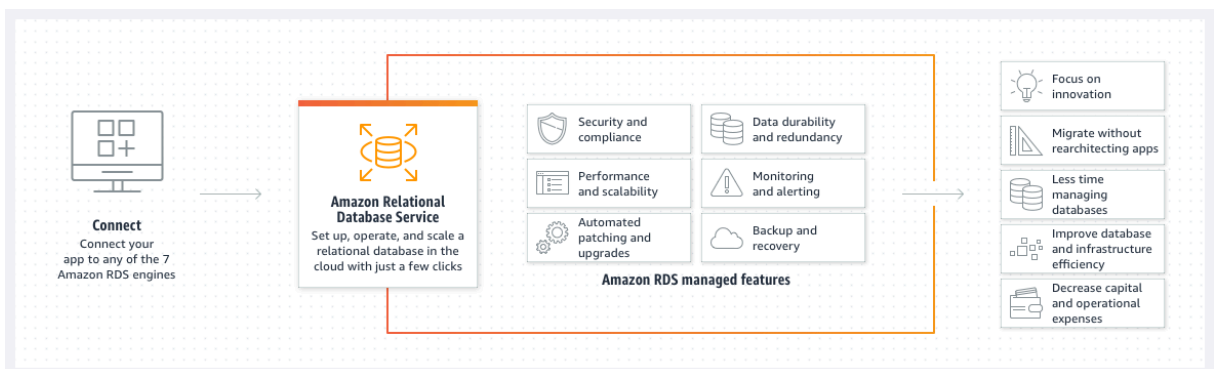 Connect
Connect your
app to any of the 7
Amazon RDS engines
Amazon Relational
Database Service
Set up, operate, and scale a
relational database in the
cloud with just a few clicks
Security and
compliance
Data durability
and redundancy
Performance
and scalability
Monitoring
and alerting
Automated
patching and
upgrades
Backup and
recovery
Amazon RDS managed features
Focus on
innovation
Migrate without
rearchitecting apps
Less time
managing
databases
Improve database
and infrastructure
efficiency
Decrease capital
and operational
expenses